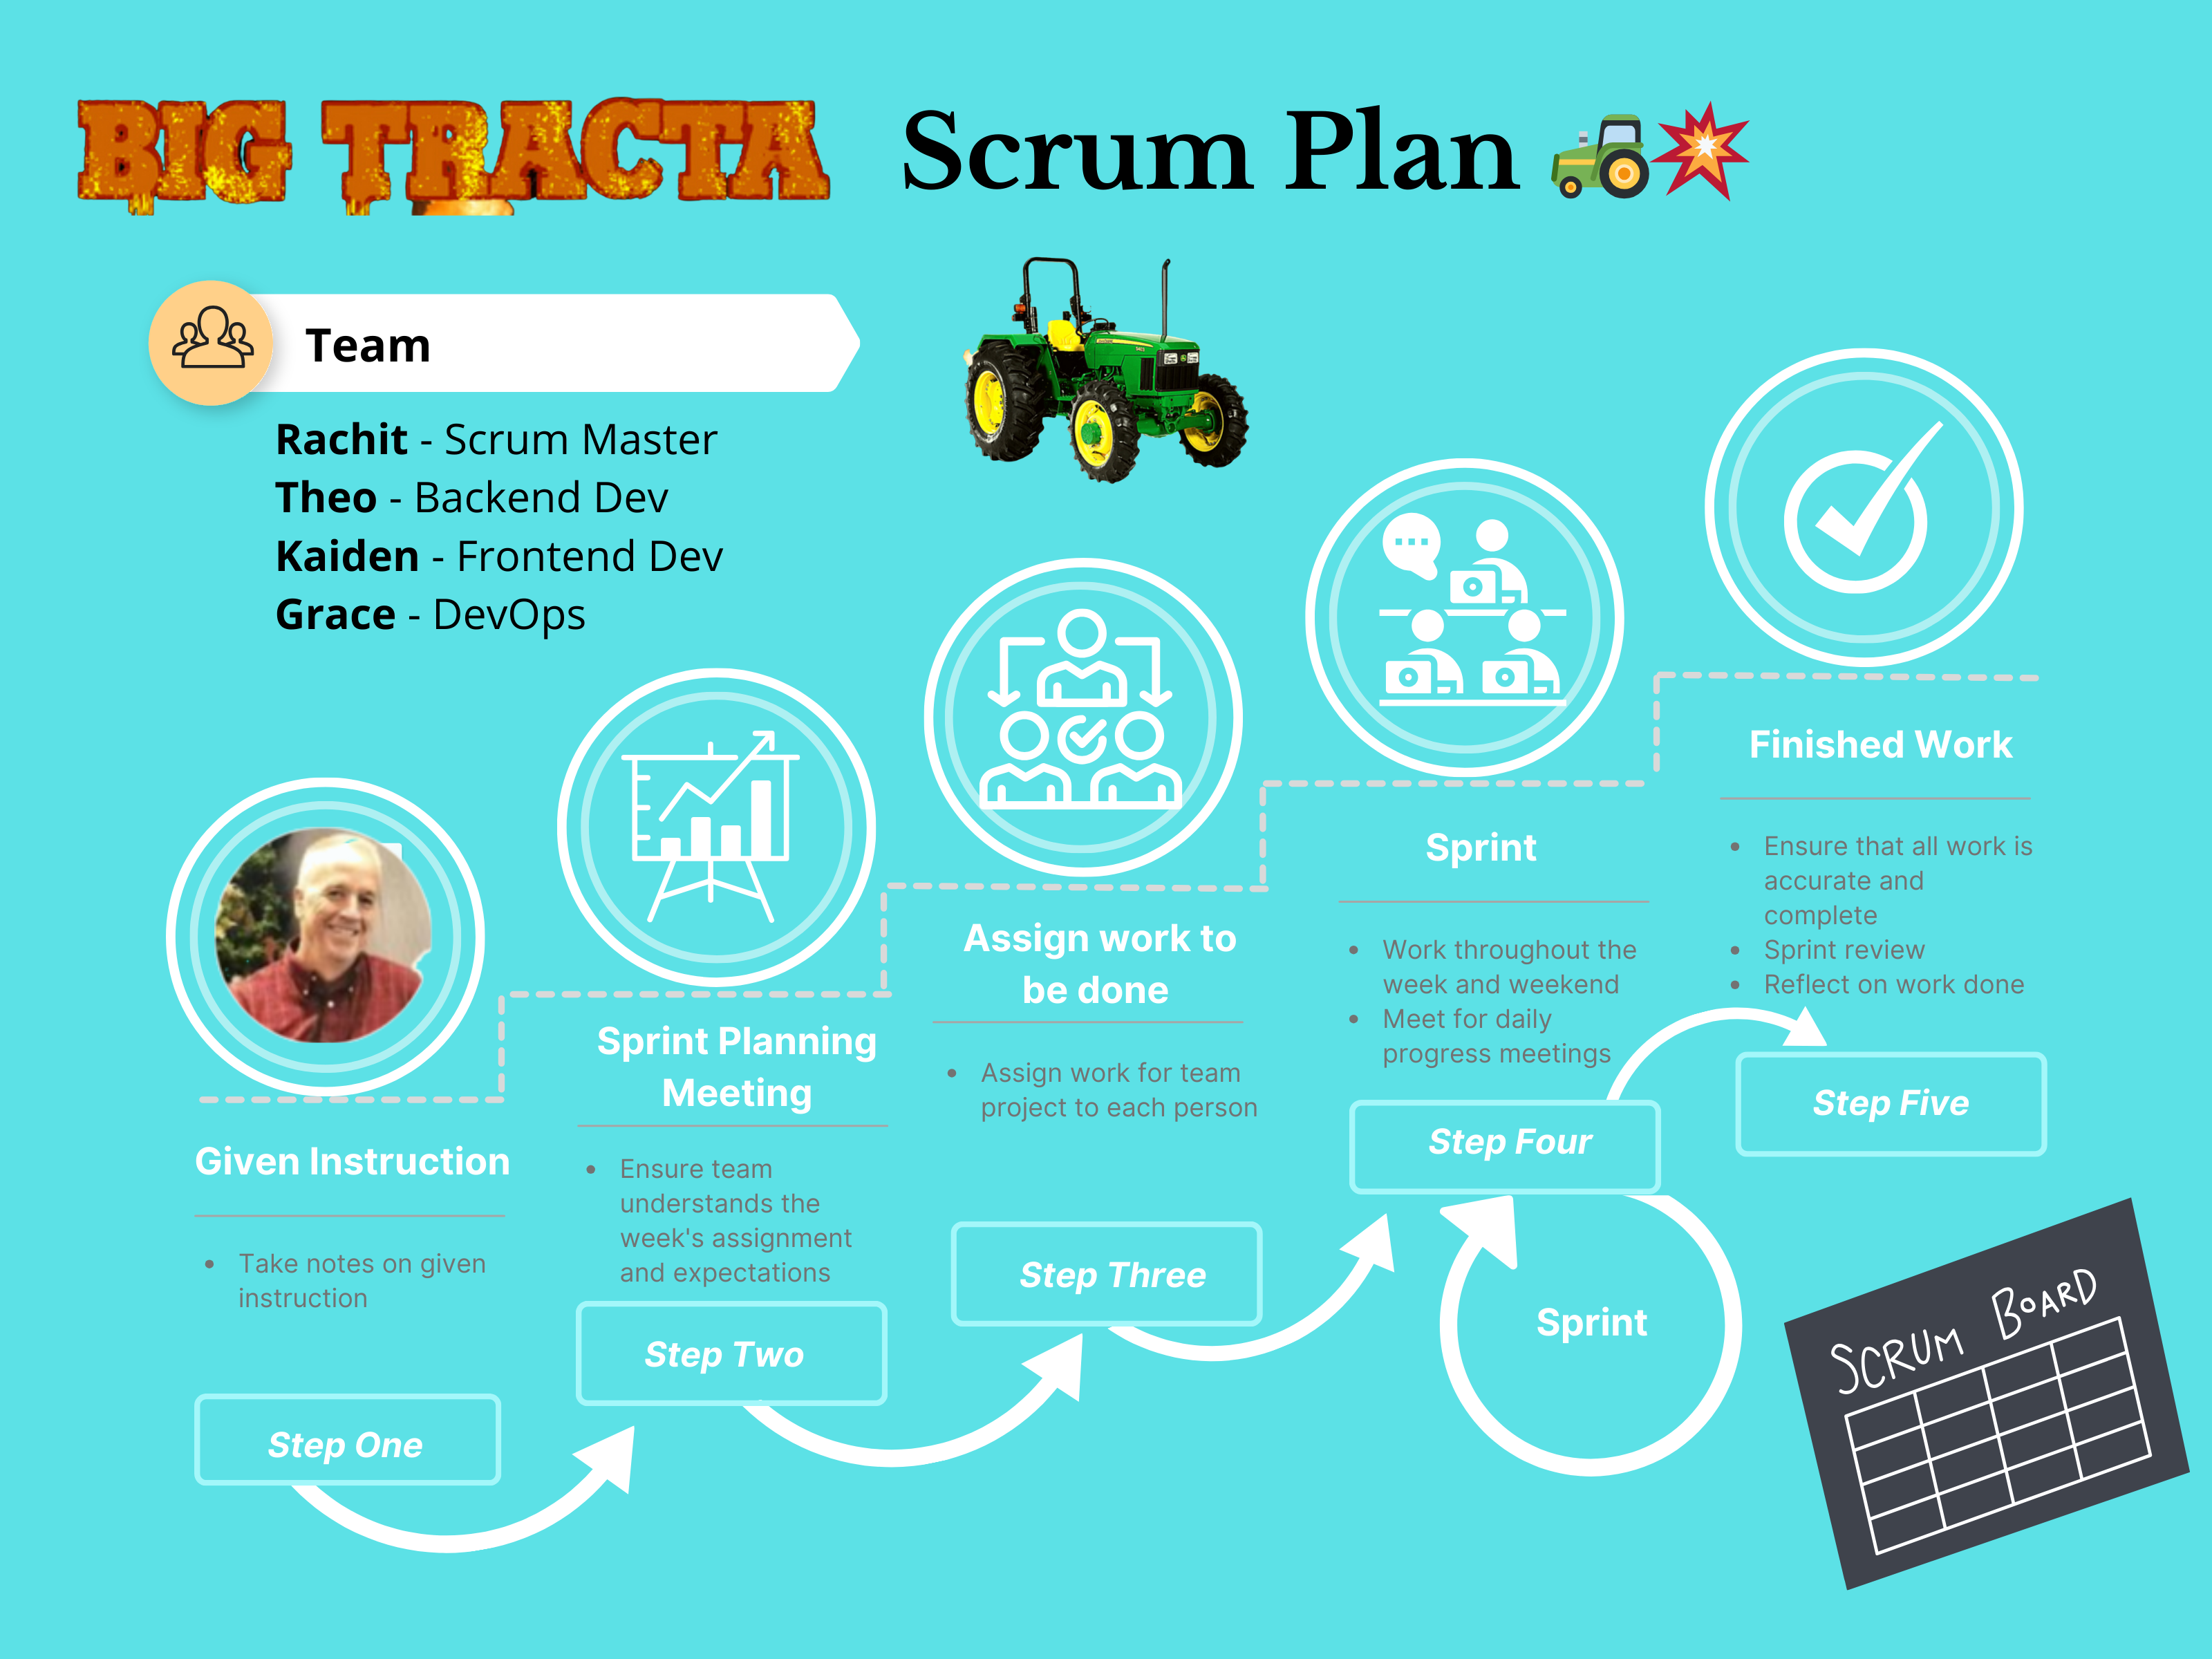 BIG TRACTA Scrum Plan
Team
Rachit - Scrum Master
Theo - Backend Dev
Kaiden - Frontend Dev
Grace - DevOps
Given Instruction
• Take notes on given
instruction
Step One
Sprint Planning
Meeting
• Ensure team
understands the
week's assignment
and expectations
Step Two
Assign work to
be done
• Assign work for team
project to each person
Step Three
Sprint
• Work throughout the
week and weekend
• Meet for daily
progress meetings
Step Four
Sprint
Finished Work
• Ensure that all work is
accurate and
complete
• Sprint review
• Reflect on work done
Step Five
SCRUM BOARD